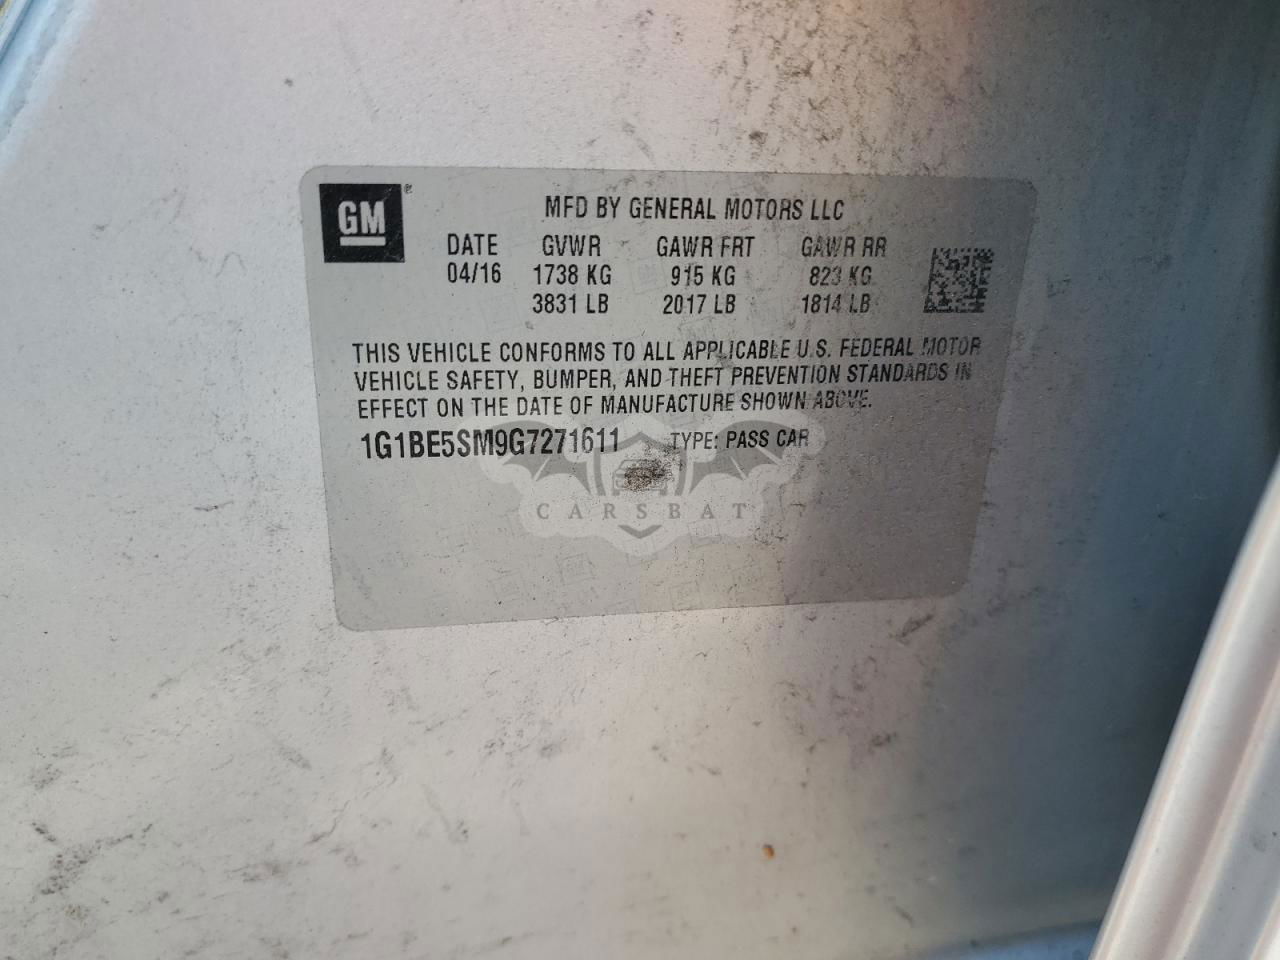 GM®
MFD BY GENERAL MOTORS LLC
DATE GVWR GAWR FRT GAWR RR
04/16 1738 KG 915 KG 823 KG
3831 LB 2017 LB 1814 LB
THIS VEHICLE CONFORMS TO ALL APPLICABLE U.S. FEDERAL MOTOR
VEHICLE SAFETY, BUMPER, AND THEFT PREVENTION STANDARDS IN
EFFECT ON THE DATE OF MANUFACTURE SHOWN ABOVE.
1G1BE5SM9G7271611 TYPE: PASS CAR
CARSBAT